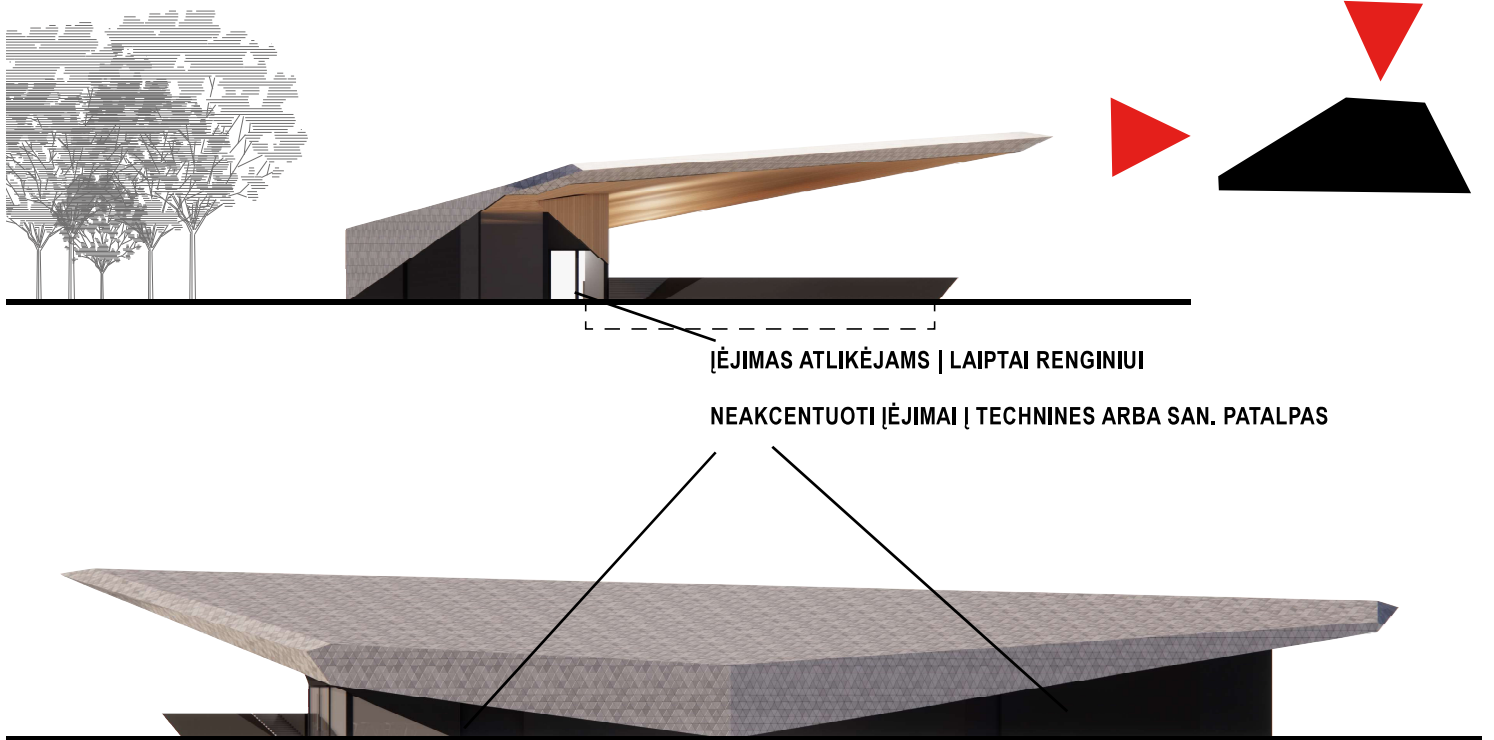 ĮĖJIMAS ATLIKĖJAMS | LAIPTAI RENGINIUI
NEAKCENTUOTI ĮĖJIMAI Į TECHNINES ARBA SAN. PATALPAS